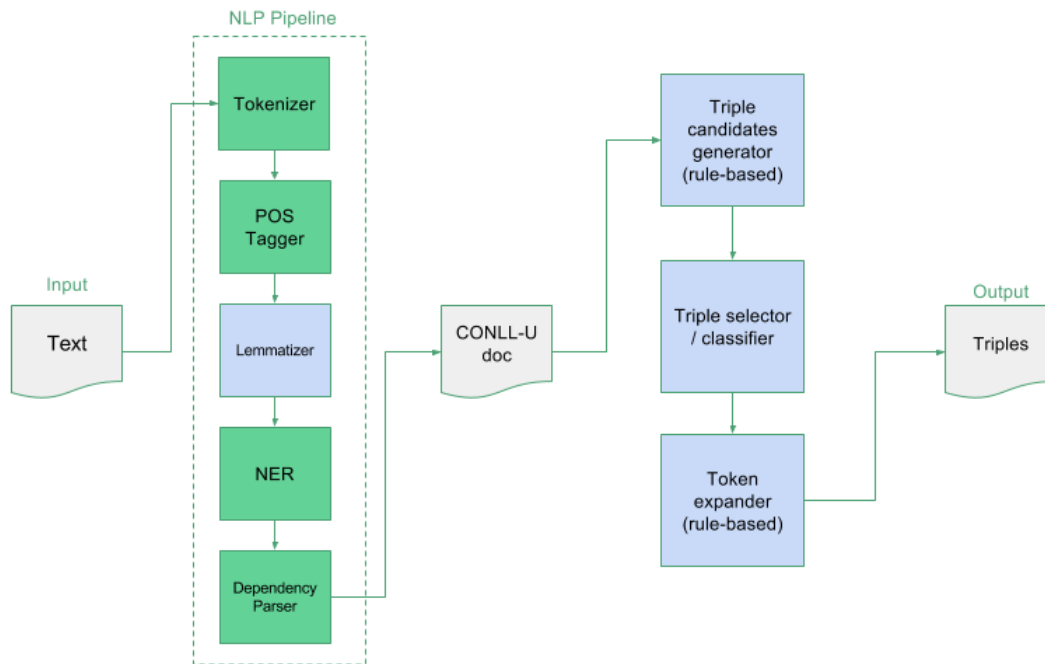 NLP Pipeline
Tokenizer
POS
Tagger
Lemmatizer
NER
Dependency
Parser
Input
Text
CONLL-U
doc
Triple
candidates
generator
(rule-based)
Triple selector
/ classifier
Token
expander
(rule-based)
Output
Triples